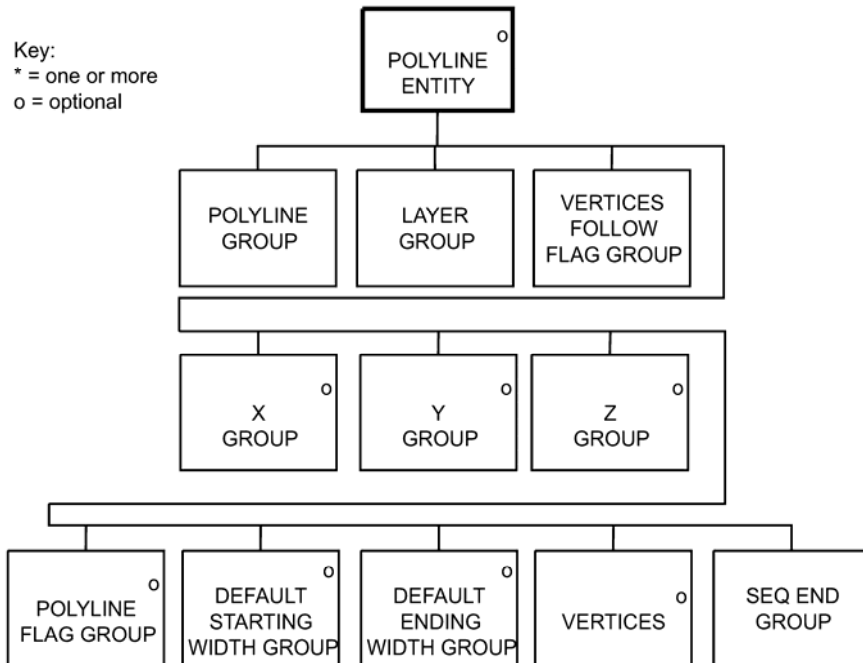 Key:
* = one or more
o = optional
o
POLYLINE
ENTITY
POLYLINE
GROUP
LAYER
GROUP
VERTICES
FOLLOW
FLAG GROUP
o
X
GROUP
o
Y
GROUP
o
Z
GROUP
o
POLYLINE
FLAG GROUP
o
DEFAULT
STARTING
WIDTH GROUP
o
DEFAULT
ENDING
WIDTH GROUP
o
VERTICES
SEQ END
GROUP